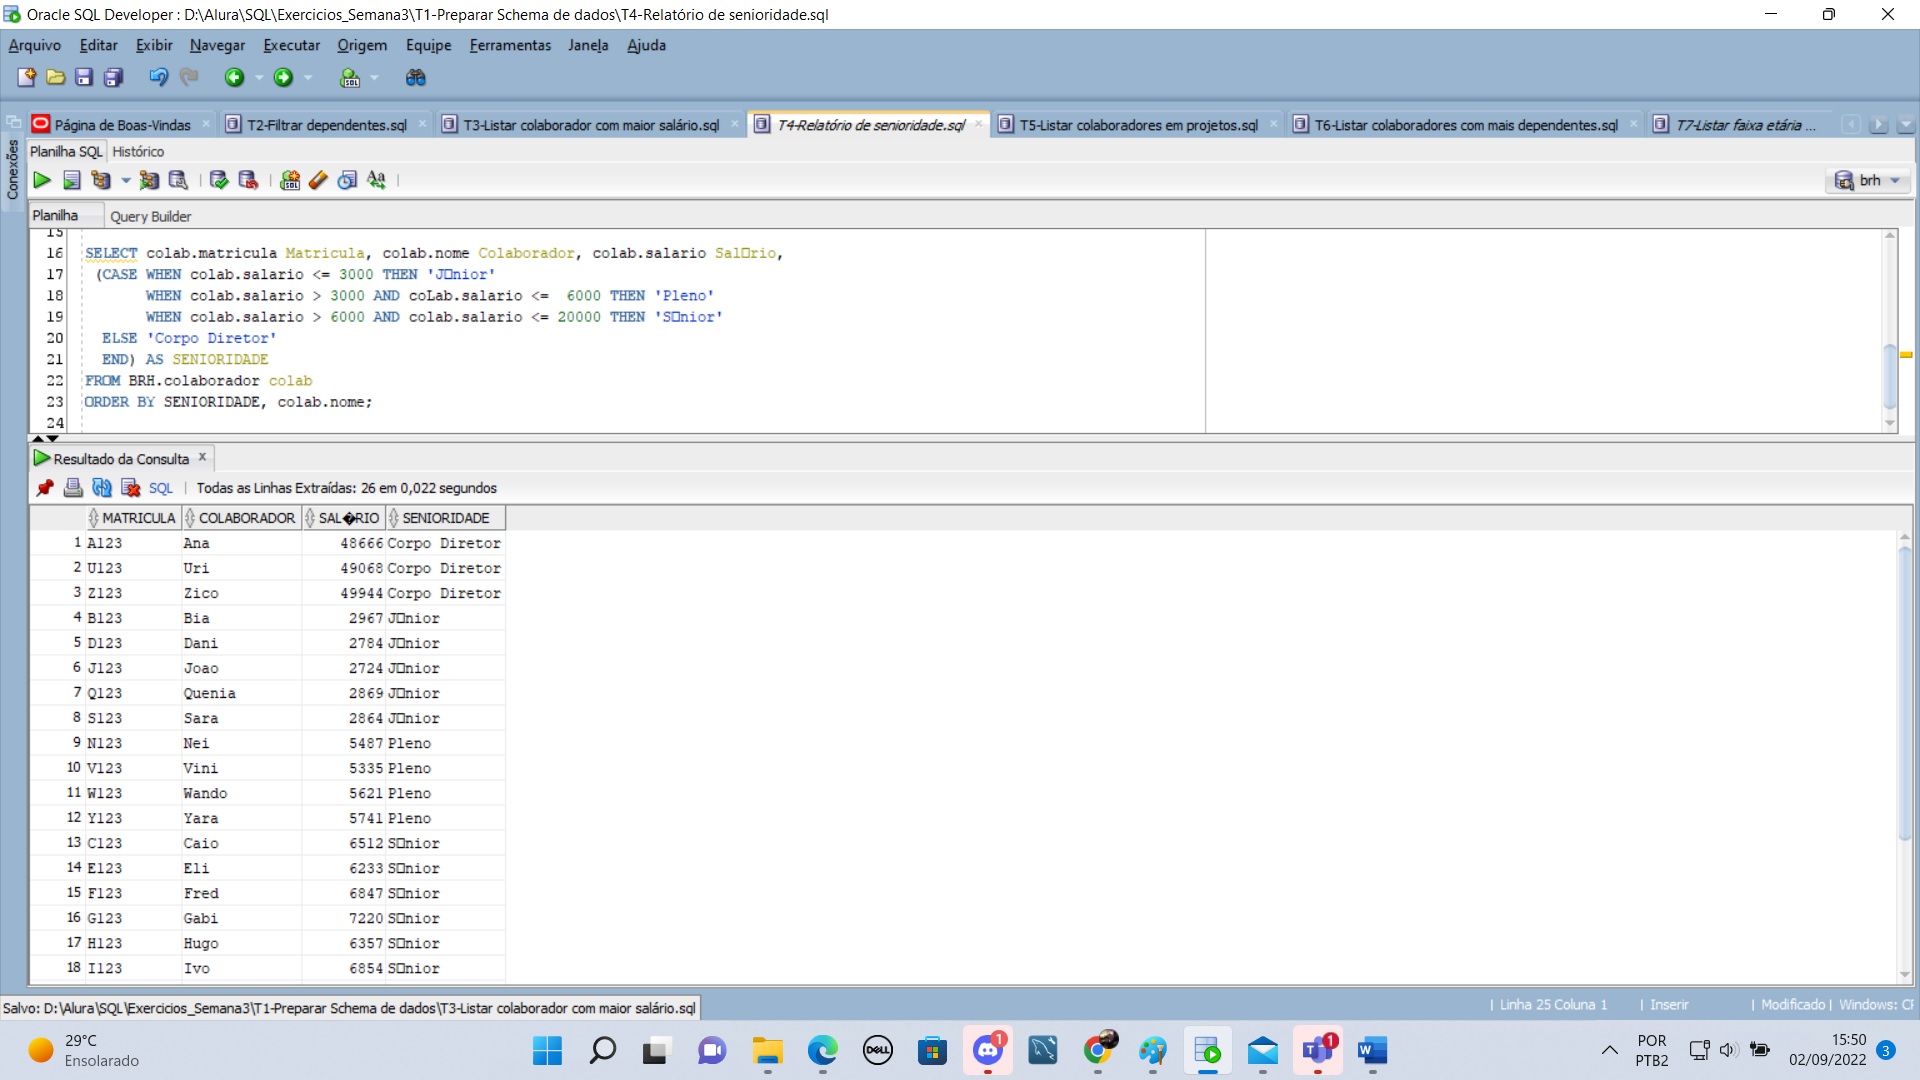 Oracle SQL Developer : D:\Alura\SQL\Exercicios_Semana3\T1-Preparar Schema de dados\T4-Relatório de senioridade.sql
Arquivo Editar Exibir Navegar Executar Origem Equipe Ferramentas Janela Ajuda
Página de Boas-Vindas T2-Filtrar dependentes.sql T3-Listar colaborador com maior salário.sql T4-Relatório de senioridade.sql T5-Listar colaboradores em projetos.sql T6-Listar colaboradores com mais dependentes.sql T7-Listar faixa etária ...
Conexões
Planilha SQL Histórico
brh
Planilha Query Builder
15
16 SELECT colab.matricula Matricula, colab.nome Colaborador, colab.salario Sal□rio,
17 (CASE WHEN colab.salario <= 3000 THEN 'J□nior'
18 WHEN colab.salario > 3000 AND coLab.salario <=  6000 THEN 'Pleno'
19 WHEN colab.salario > 6000 AND colab.salario <= 20000 THEN 'S□nior'
20 ELSE 'Corpo Diretor'
21 END) AS SENIORIDADE
22 FROM BRH.colaborador colab
23 ORDER BY SENIORIDADE, colab.nome;
24
Resultado da Consulta x
SQL | Todas as Linhas Extraídas: 26 em 0,022 segundos
MATRICULA COLABORADOR SAL�RIO SENIORIDADE
1 A123 Ana 48666 Corpo Diretor
2 U123 Uri 49068 Corpo Diretor
3 Z123 Zico 49944 Corpo Diretor
4 B123 Bia 2967 J□nior
5 D123 Dani 2784 J□nior
6 J123 Joao 2724 J□nior
7 Q123 Quenia 2869 J□nior
8 S123 Sara 2864 J□nior
9 N123 Nei 5487 Pleno
10 V123 Vini 5335 Pleno
11 W123 Wando 5621 Pleno
12 Y123 Yara 5741 Pleno
13 C123 Caio 6512 S□nior
14 E123 Eli 6233 S□nior
15 F123 Fred 6847 S□nior
16 G123 Gabi 7220 S□nior
17 H123 Hugo 6357 S□nior
18 I123 Ivo 6854 S□nior
Salvo: D:\Alura\SQL\Exercicios_Semana3\T1-Preparar Schema de dados\T3-Listar colaborador com maior salário.sql
| Linha 25 Coluna 1 | Inserir | Modificado | Windows: CF
29°C
Ensolarado
DELL
1
1
POR
PTB2
15:50
02/09/2022
3